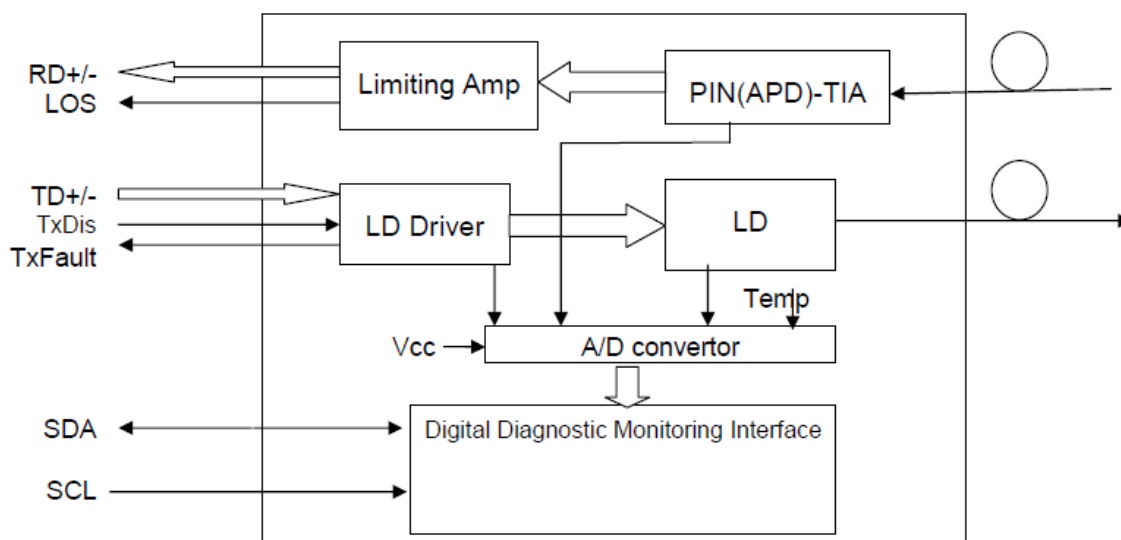 RD+/-
LOS
Limiting Amp
PIN(APD)-TIA
TD+/-
TxDis
TxFault
LD Driver
LD
Temp
Vcc
A/D convertor
SDA
SCL
Digital Diagnostic Monitoring Interface